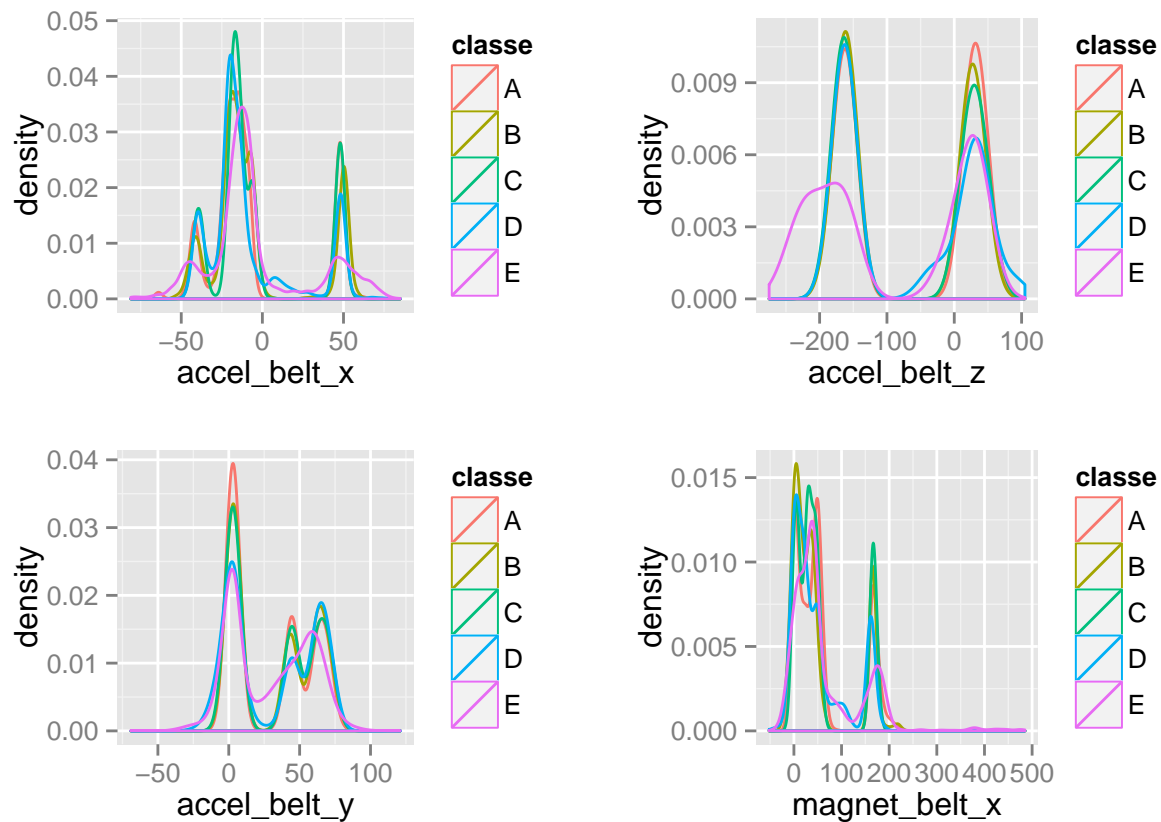 0.05
0.04
0.03
0.02
0.01
0.00
density
−50
0
50
accel_belt_x
classe
A
B
C
D
E
0.009
0.006
0.003
0.000
density
−200
−100
0
100
accel_belt_z
classe
A
B
C
D
E
0.04
0.03
0.02
0.01
0.00
density
−50
0
50
100
accel_belt_y
classe
A
B
C
D
E
0.015
0.010
0.005
0.000
density
0
100
200
300
400
500
magnet_belt_x
classe
A
B
C
D
E